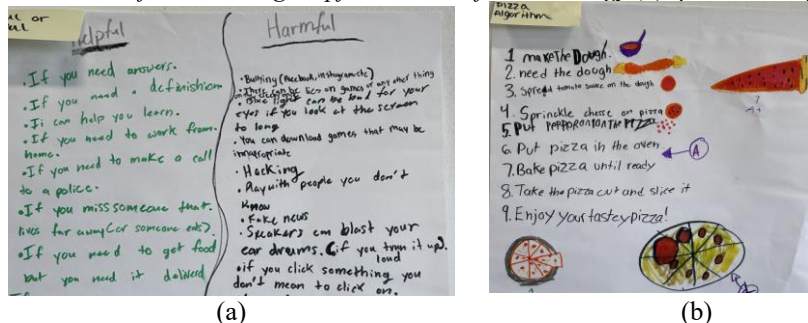 or
Helpful
.If you need answers.
.If you need a definishion
.It can help you learn.
.If you need to work from
home.
.If you need to make a call
to a police.
.If you miss someone that
lives far away(or someone
.If you need to get food
but you need it
Harmful
.Bullying (Facebook,
.There can be on games or any other thing
.Blue light can be bad for your
eyes if you look at the screen
to long
.You can download games that may be
.Hacking
.Play with people you don't
know
.Fake news
.Speakers can blast your
ear drums. (if you turn it up).
loud
.if you click something you
don't mean to click on.
(a)
pizza
Algorithm
1 make The Dough.
2. need the dough
3. Spread tomato sauce on the dough
4. Sprinkle cheese on pizza
5. Put on the Pizza
6. Put pizza in the oven
A
7. Bake pizza until ready
8. Take the pizza out and slice it
9. Enjoy your tastey pizza!
(b)